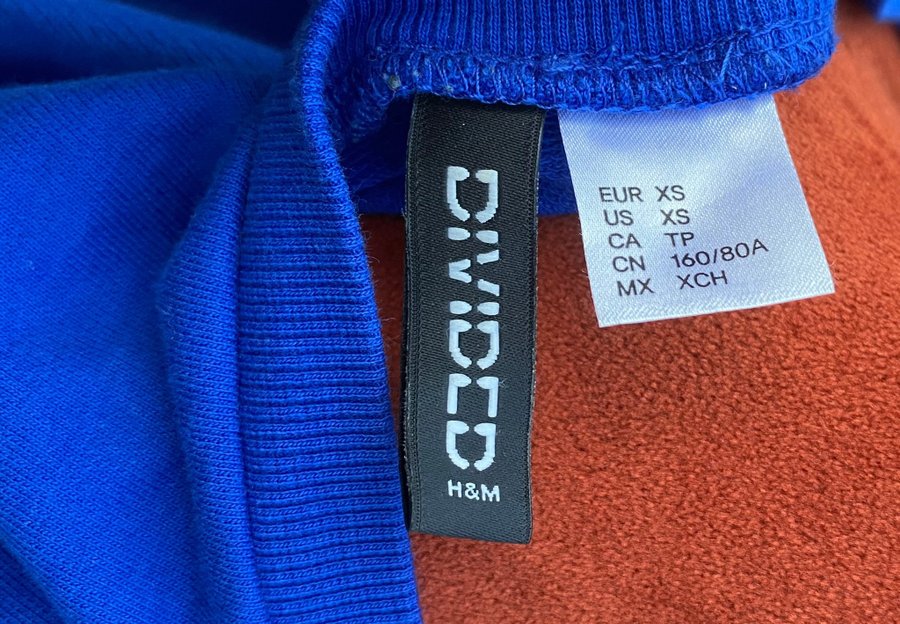 DIVIDED
H&M
EUR XS
US XS
CA TP
CN 160/80A
MX XCH